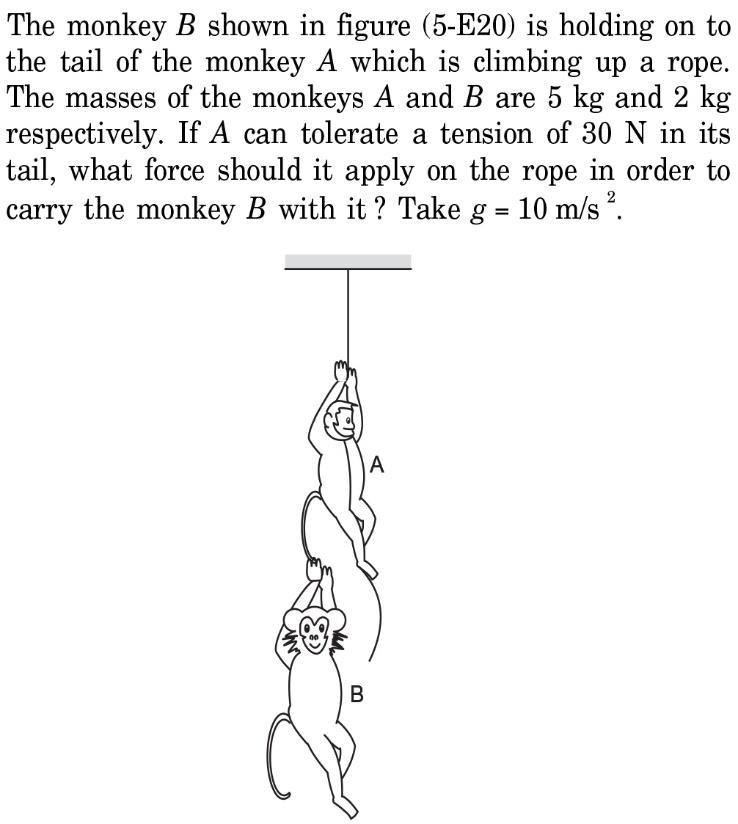 The monkey B shown in figure (5-E20) is holding on to
the tail of the monkey A which is climbing up a rope.
The masses of the monkeys A and B are 5 kg and 2 kg
respectively. If A can tolerate a tension of 30 N in its
tail, what force should it apply on the rope in order to
carry the monkey B with it ? Take g = 10 m/s².
A
B